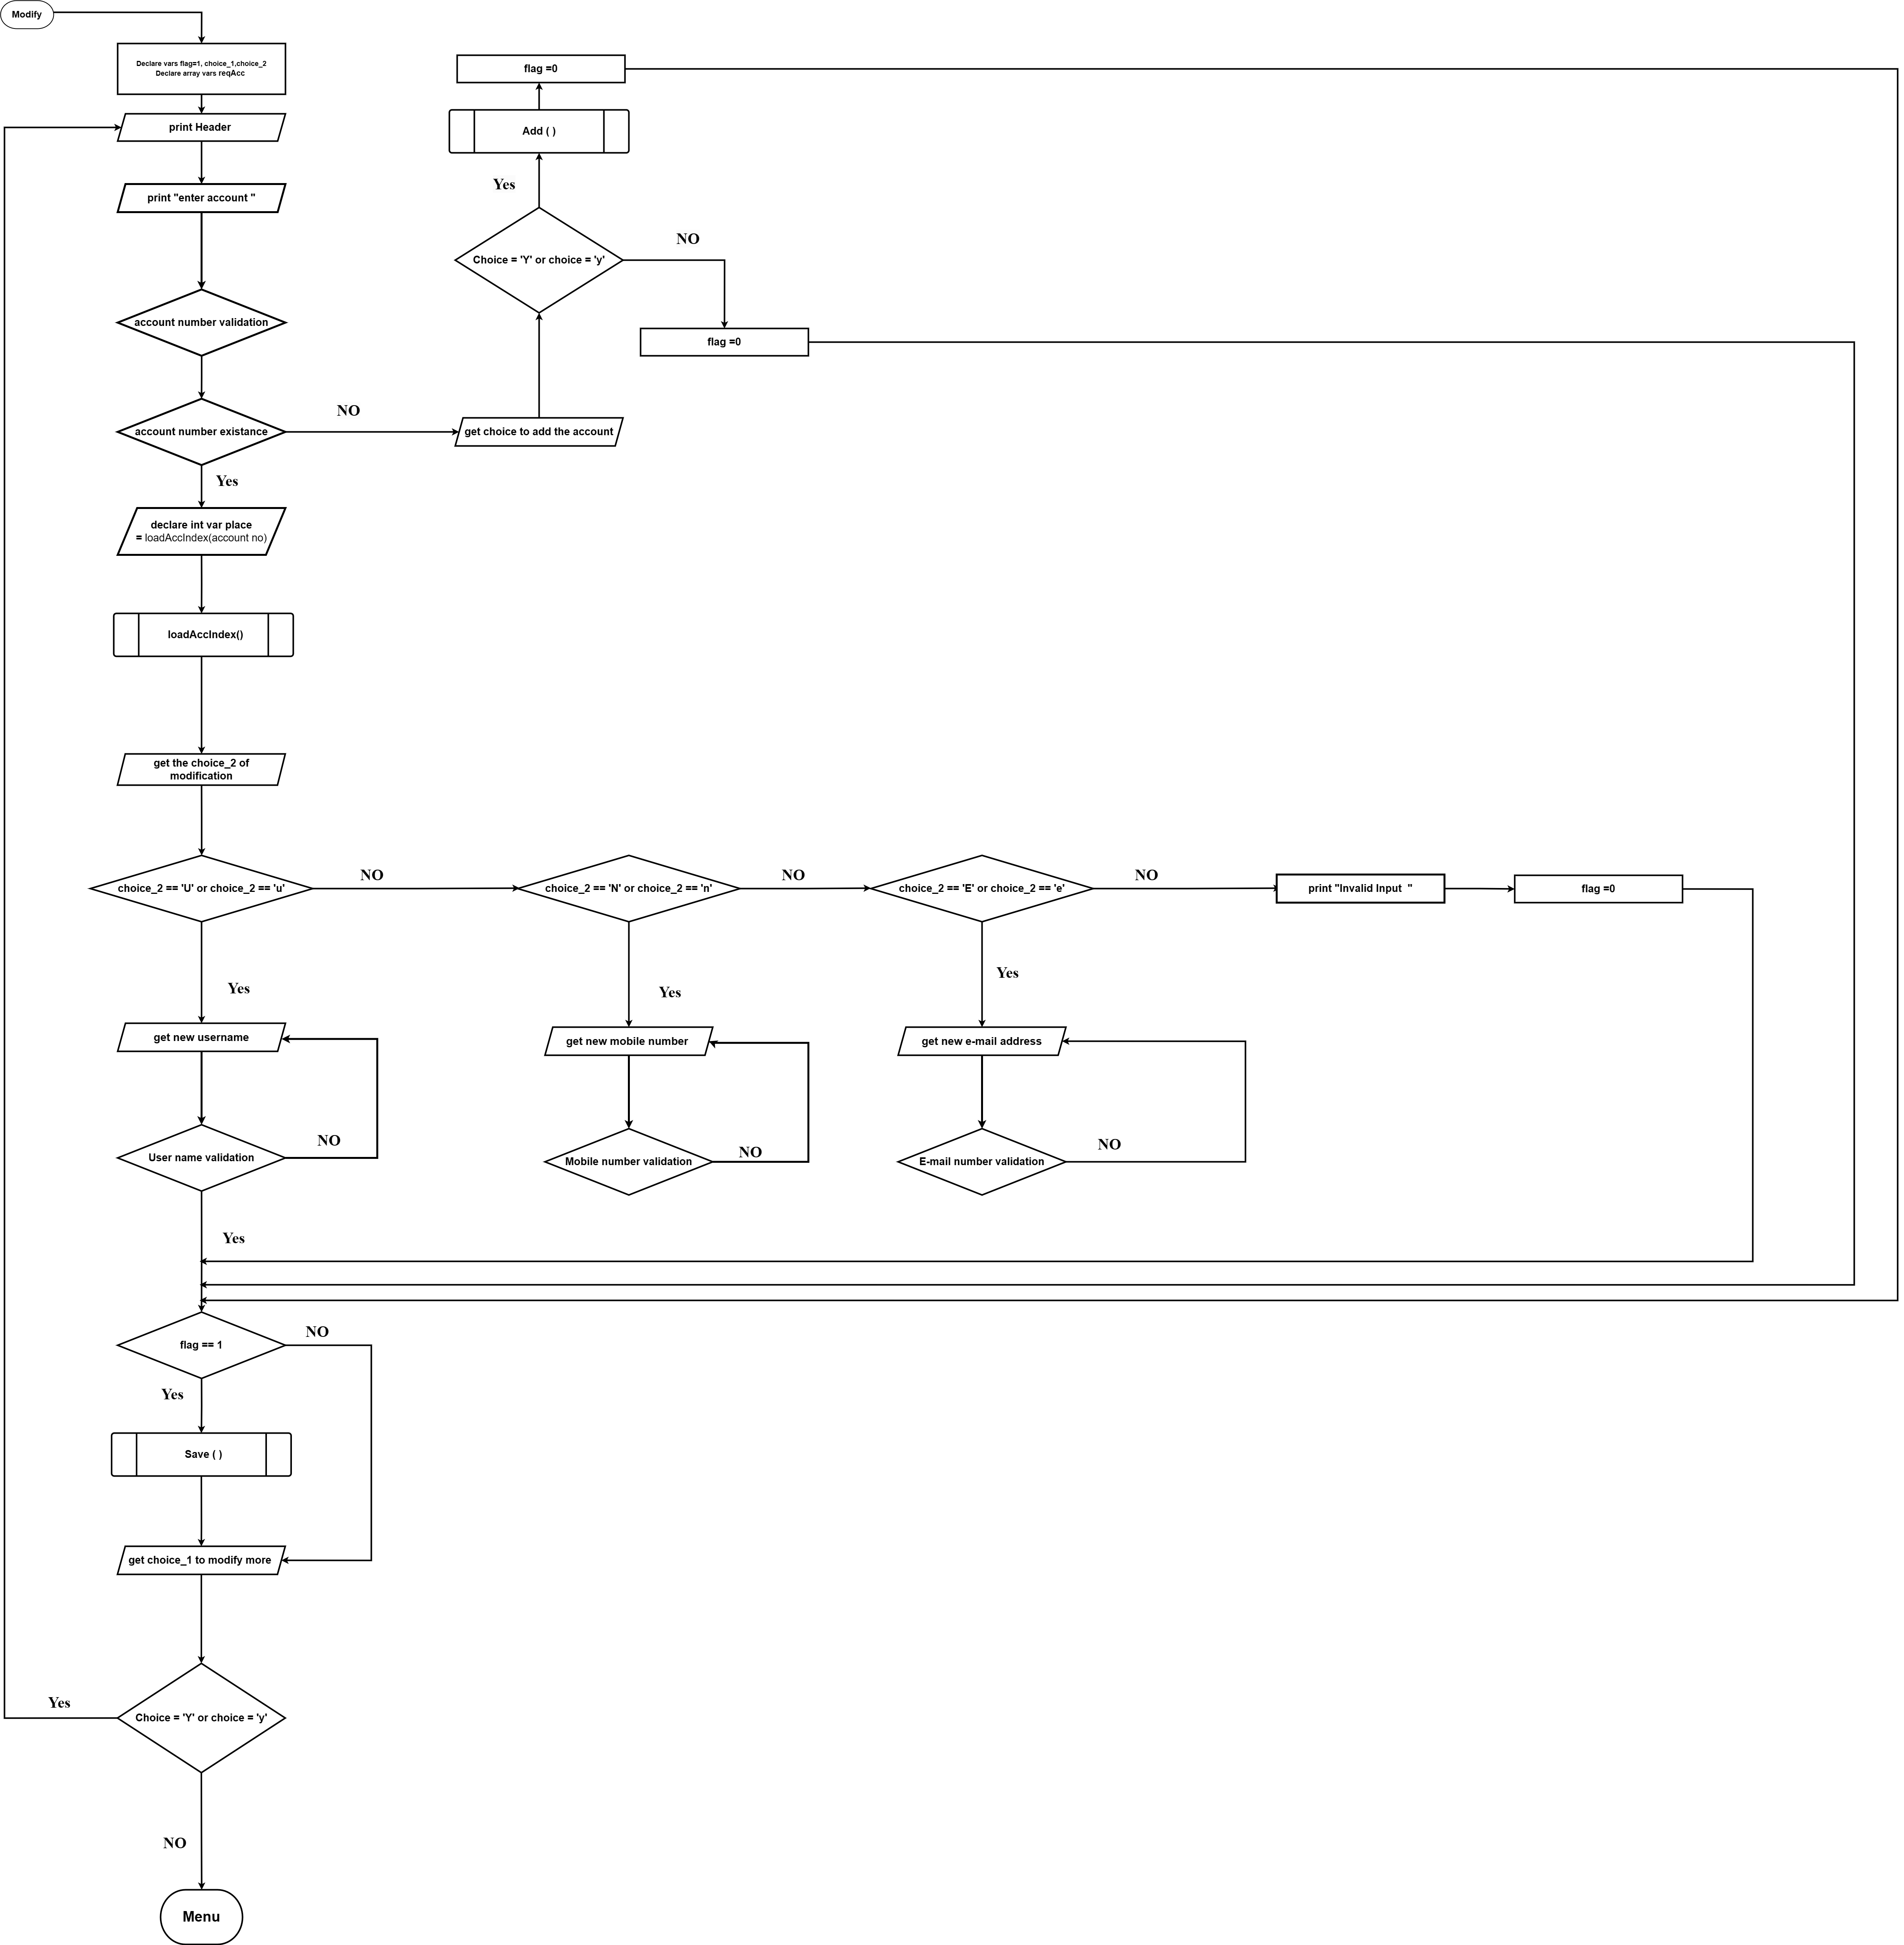 Modify
Declare vars flag=1, choice_1,choice_2
Declare array vars reqAcc
flag =0
print Header
Add ( )
Yes
print "enter account "
NO
Choice = 'Y' or choice = 'y'
account number validation
flag =0
NO
account number existance
get choice to add the account
Yes
declare int var place
= loadAccIndex(account no)
loadAccIndex()
get the choice_2 of
modification
NO
NO
NO
choice_2 == 'U' or choice_2 == 'u'
choice_2 == 'N' or choice_2 == 'n'
choice_2 == 'E' or choice_2 == 'e'
print "Invalid Input  "
flag =0
Yes
Yes
Yes
get new username
get new mobile number
get new e-mail address
NO
NO
NO
User name validation
Mobile number validation
E-mail number validation
Yes
NO
flag == 1
Yes
Save ( )
get choice_1 to modify more
Yes
Choice = 'Y' or choice = 'y'
NO
Menu